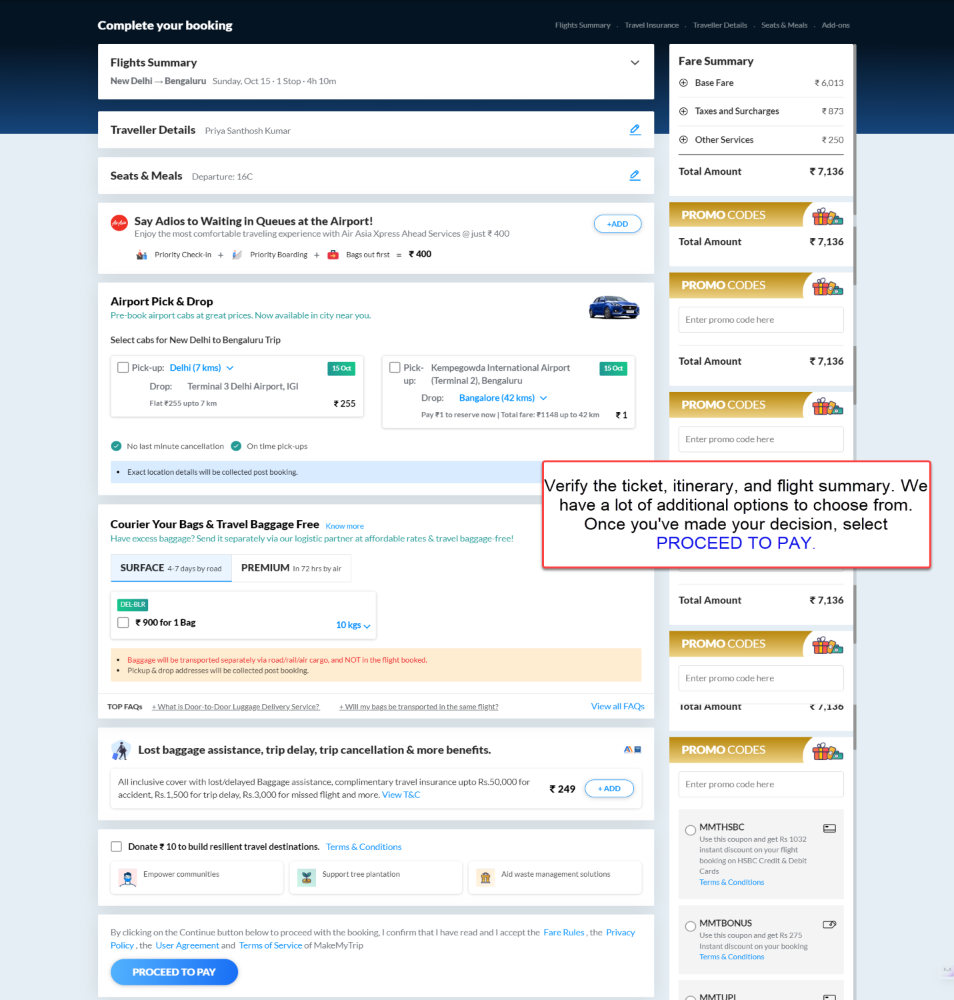 Complete your booking
Flights Summary . Travel Insurance . Traveller Details . Seats & Meals . Add-ons
Flights Summary
New Delhi → Bengaluru Sunday, Oct 15 · 1 Stop · 4h 10m
Traveller Details Priya Santhosh Kumar
Seats & Meals Departure: 16C
AirAsia
Say Adios to Waiting in Queues at the Airport!
+ADD
Enjoy the most comfortable traveling experience with Air Asia Xpress Ahead Services @ just ₹ 400
Priority Check-in + Priority Boarding + Bags out first = ₹ 400
Airport Pick & Drop
Pre-book airport cabs at great prices. Now available in city near you.
Select cabs for New Delhi to Bengaluru Trip
Pick-up: Delhi (7 kms) 15 Oct
Drop: Terminal 3 Delhi Airport, IGI
Flat ₹255 upto 7 km ₹ 255
Pick-up: Kempegowda International Airport (Terminal 2), Bengaluru 15 Oct
Drop: Bangalore (42 kms)
Pay ₹1 to reserve now | Total fare: ₹1148 up to 42 km ₹ 1
No last minute cancellation On time pick-ups
• Exact location details will be collected post booking.
Courier Your Bags & Travel Baggage Free Know more
Have excess baggage? Send it separately via our logistic partner at affordable rates & travel baggage-free!
SURFACE 4-7 days by road PREMIUM In 72 hrs by air
DEL-BLR
₹ 900 for 1 Bag 10 kgs
• Baggage will be transported separately via road/rail/air cargo, and NOT in the flight booked.
• Pickup & drop addresses will be collected post booking.
TOP FAQs + What is Door-to-Door Luggage Delivery Service? + Will my bags be transported in the same flight? View all FAQs
Lost baggage assistance, trip delay, trip cancellation & more benefits.
All inclusive cover with lost/delayed Baggage assistance, complimentary travel insurance upto Rs.50,000 for
accident, Rs.1,500 for trip delay, Rs.3,000 for missed flight and more. View T&C
₹ 249 + ADD
Donate ₹ 10 to build resilient travel destinations. Terms & Conditions
Empower communities
Support tree plantation
Aid waste management solutions
By clicking on the Continue button below to proceed with the booking, I confirm that I have read and I accept the Fare Rules , the Privacy
Policy , the User Agreement and Terms of Service of MakeMyTrip
PROCEED TO PAY
Fare Summary
Base Fare ₹ 6,013
Taxes and Surcharges ₹ 873
Other Services ₹ 250
Total Amount ₹ 7,136
PROMO CODES
Total Amount ₹ 7,136
PROMO CODES
Enter promo code here
Total Amount ₹ 7,136
PROMO CODES
Enter promo code here
Verify the ticket, itinerary, and flight summary. We
have a lot of additional options to choose from.
Once you've made your decision, select
PROCEED TO PAY.
Total Amount ₹ 7,136
PROMO CODES
Enter promo code here
Total Amount ₹ 7,136
PROMO CODES
Enter promo code here
MMTHSBC
Use this coupon and get Rs 1032
instant discount on your flight
booking on HSBC Credit & Debit
Cards
Terms & Conditions
MMTBONUS
Use this coupon and get Rs 275
Instant discount on your booking
Terms & Conditions
MMTUPI